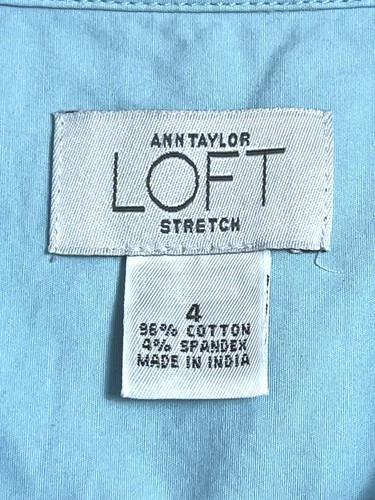 ANN TAYLOR
LOFT
STRETCH
4
96% COTTON
4% SPANDEX
MADE IN INDIA